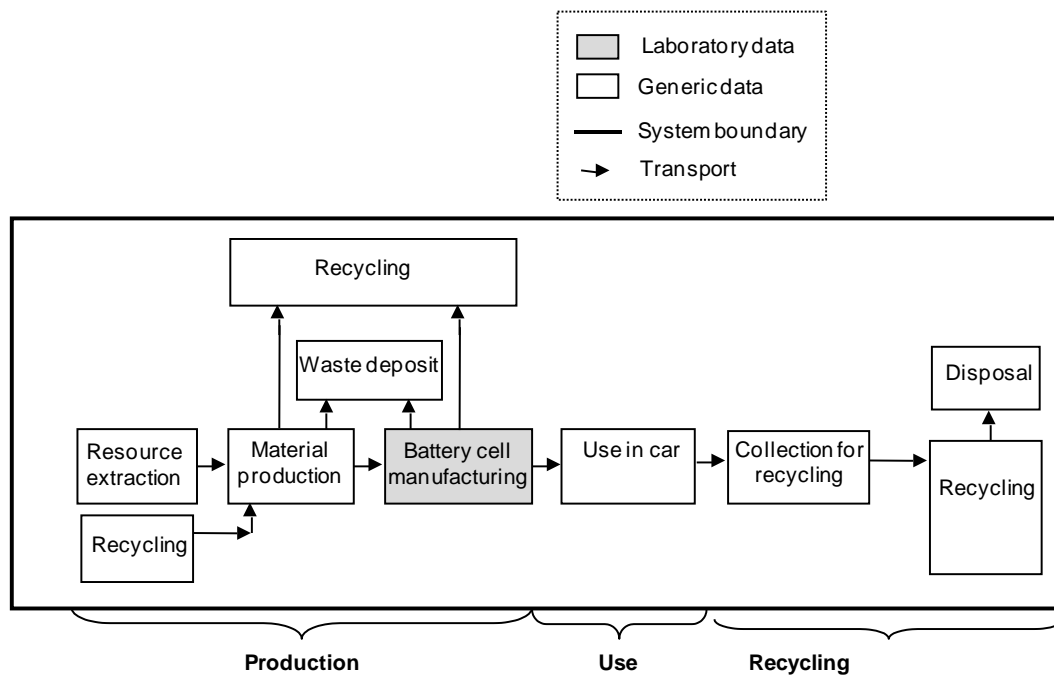 Laboratory data
Generic data
System boundary
Transport
Recycling
Waste deposit
Disposal
Resource
extraction
Material
production
Battery cell
manufacturing
Use in car
Collection for
recycling
Recycling
Recycling
Production
Use
Recycling